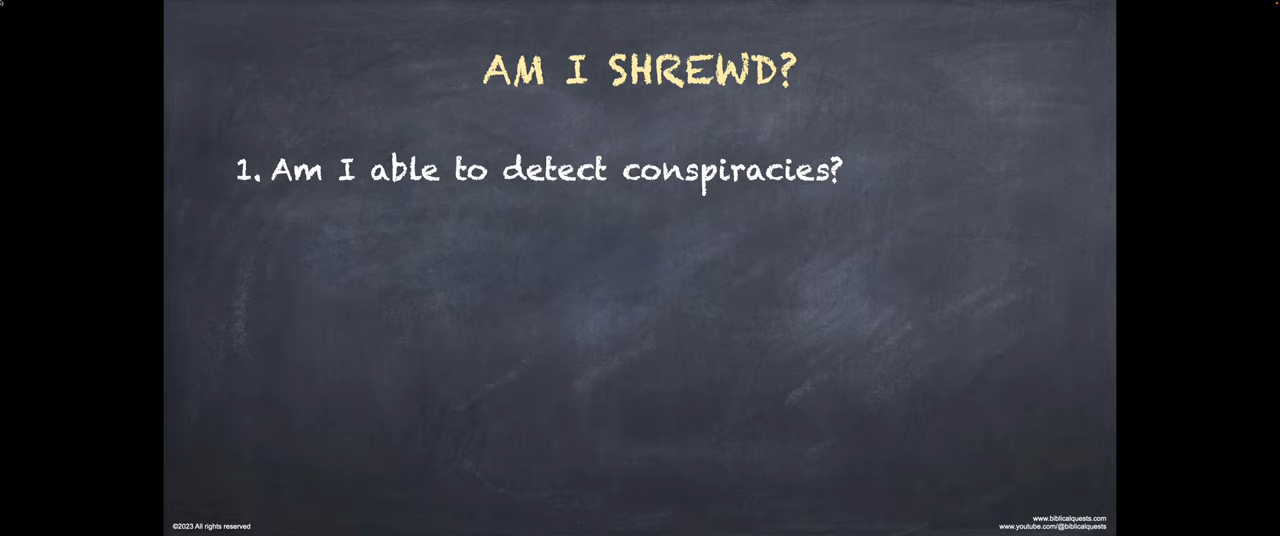 AM I SHREWD?
1. Am I able to detect conspiracies?
©2023 All rights reserved
www.biblicalquests.com
www.youtube.com/@biblicalquests